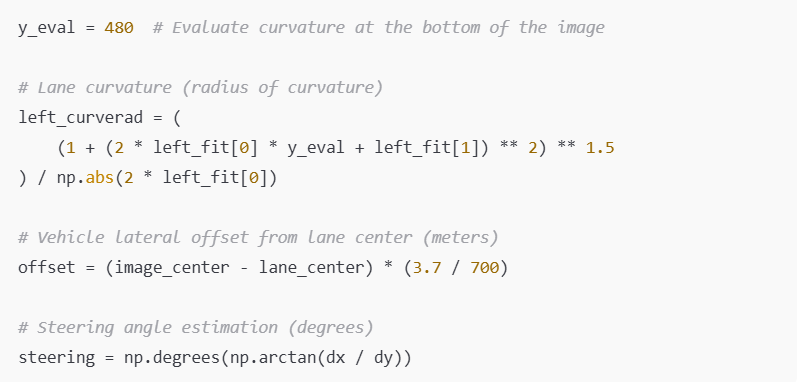 y_eval = 480  # Evaluate curvature at the bottom of the image
# Lane curvature (radius of curvature)
left_curverad = (
    (1 + (2 * left_fit[0] * y_eval + left_fit[1]) ** 2) ** 1.5
) / np.abs(2 * left_fit[0])
# Vehicle lateral offset from lane center (meters)
offset = (image_center - lane_center) * (3.7 / 700)
# Steering angle estimation (degrees)
steering = np.degrees(np.arctan(dx / dy))